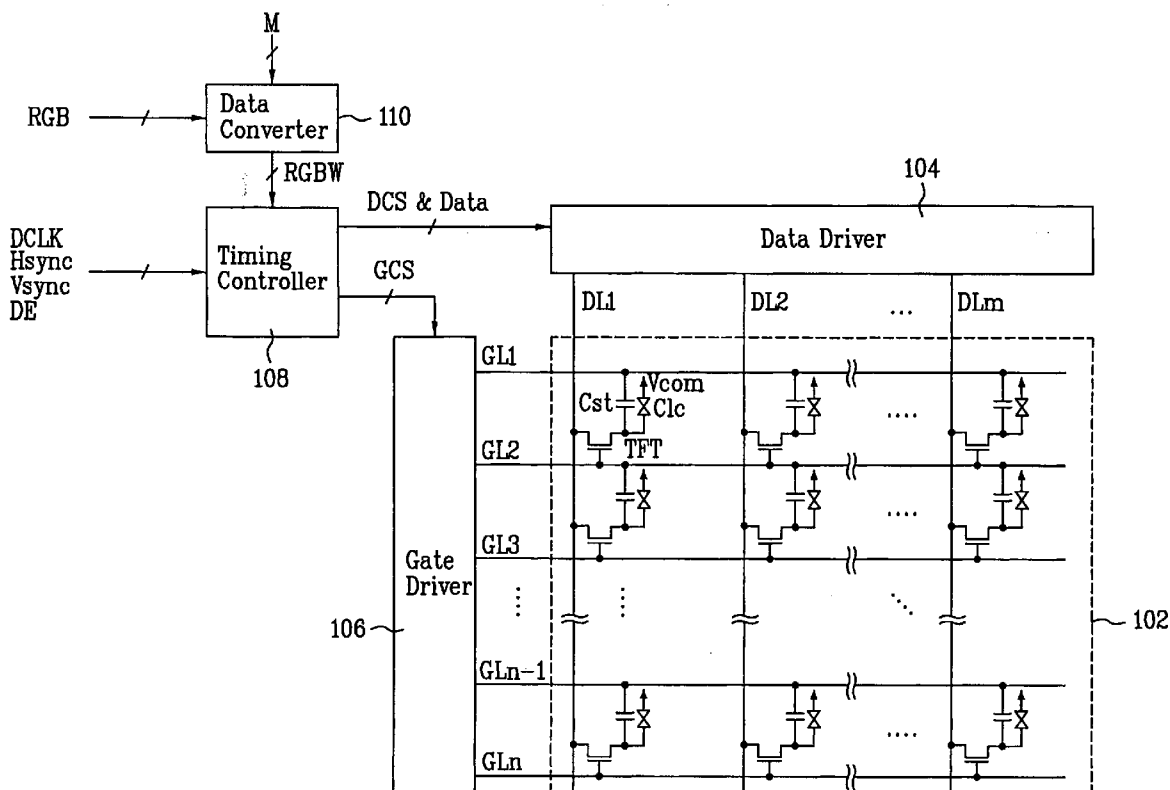 M
RGB
Data
Converter
110
RGBW
104
DCS & Data
Data Driver
DCLK
Hsync
Vsync
DE
Timing
Controller
GCS
108
DL1
DL2
...
DLm
GL1
Vcom
Cst
Clc
....
GL2
TFT
....
GL3
Gate
Driver
106
102
GLn-1
....
GLn